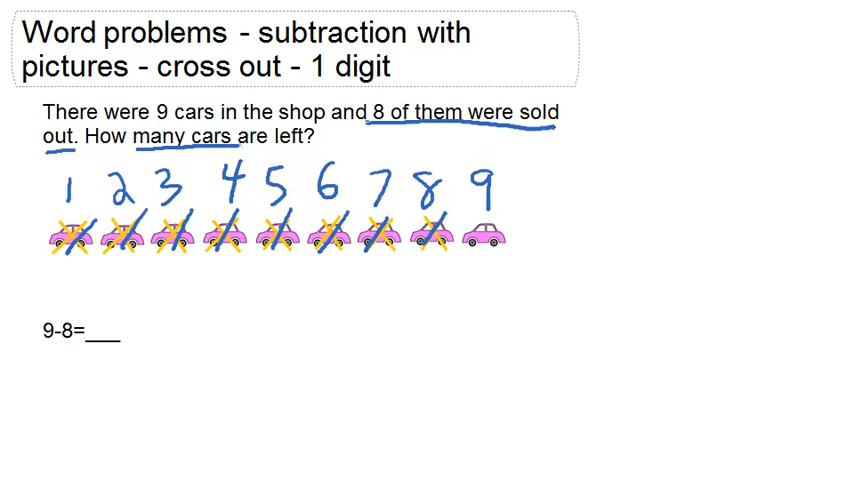 Word problems - subtraction with
pictures - cross out - 1 digit
There were 9 cars in the shop and 8 of them were sold
out. How many cars are left?
1 2 3 4 5 6 7 8 9
9-8=___